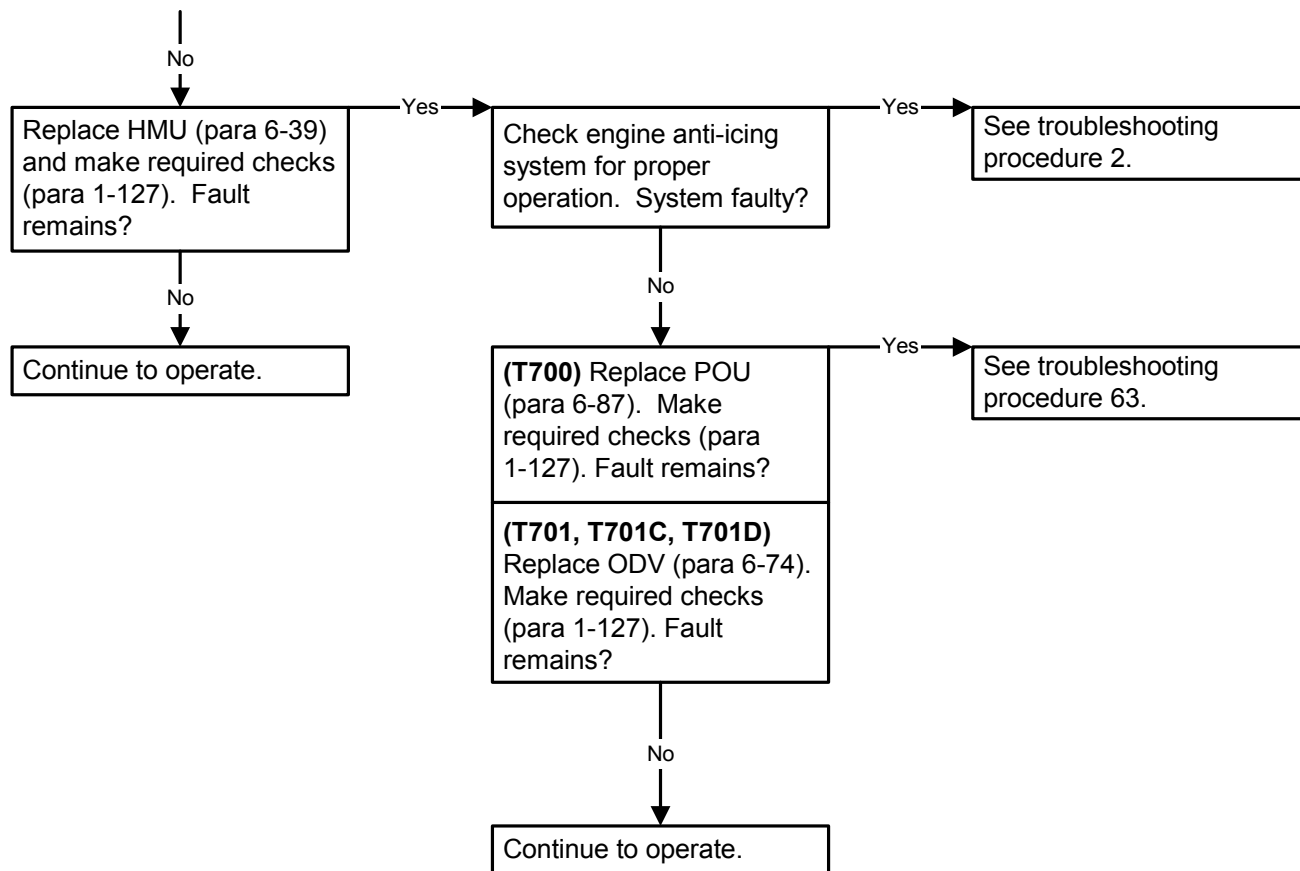 No
Replace HMU (para 6-39)
and make required checks
(para 1-127).  Fault
remains?
Yes
Check engine anti-icing
system for proper
operation.  System faulty?
Yes
See troubleshooting
procedure 2.
No
Continue to operate.
No
(T700) Replace POU
(para 6-87).  Make
required checks (para
1-127). Fault remains?
Yes
See troubleshooting
procedure 63.
(T701, T701C, T701D)
Replace ODV (para 6-74).
Make required checks
(para 1-127). Fault
remains?
No
Continue to operate.